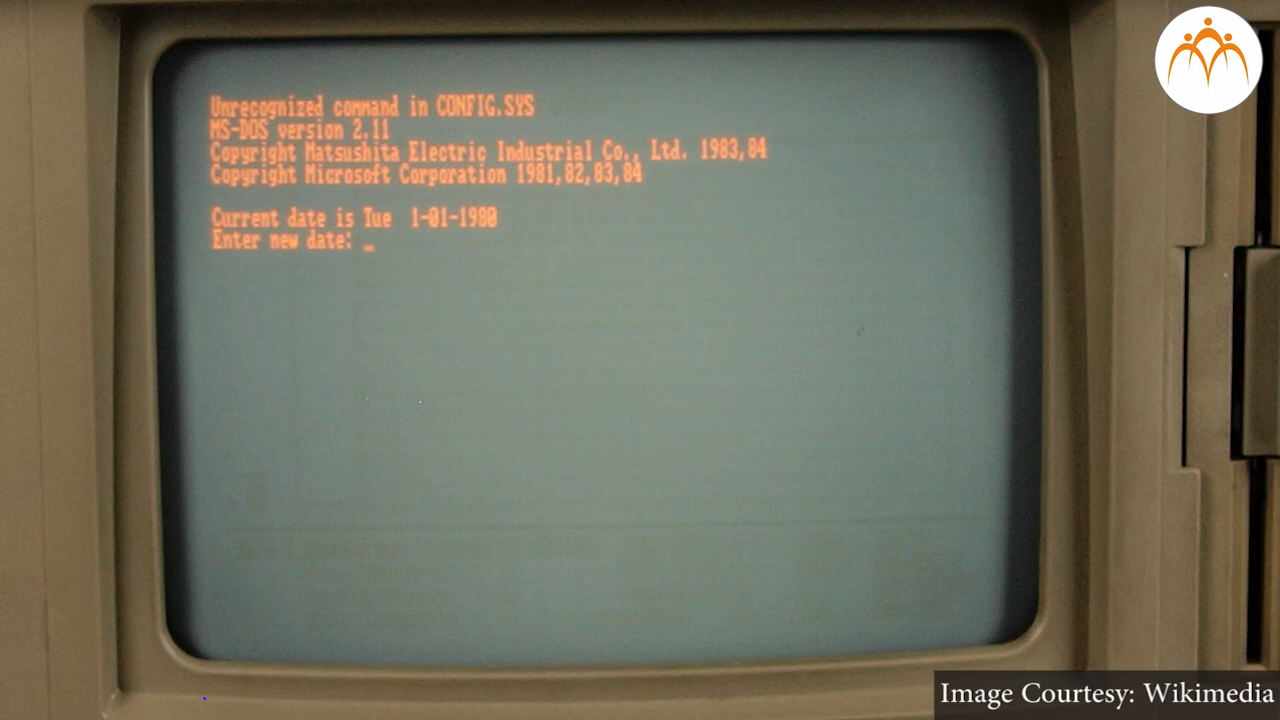 Unrecognized command in CONFIG.SYS
MS-DOS version 2.11
Copyright Matsushita Electric Industrial Co., Ltd. 1983,84
Copyright Microsoft Corporation 1981,82,83,84
Current date is Tue  1-01-1980
Enter new date: _
Image Courtesy: Wikimedia